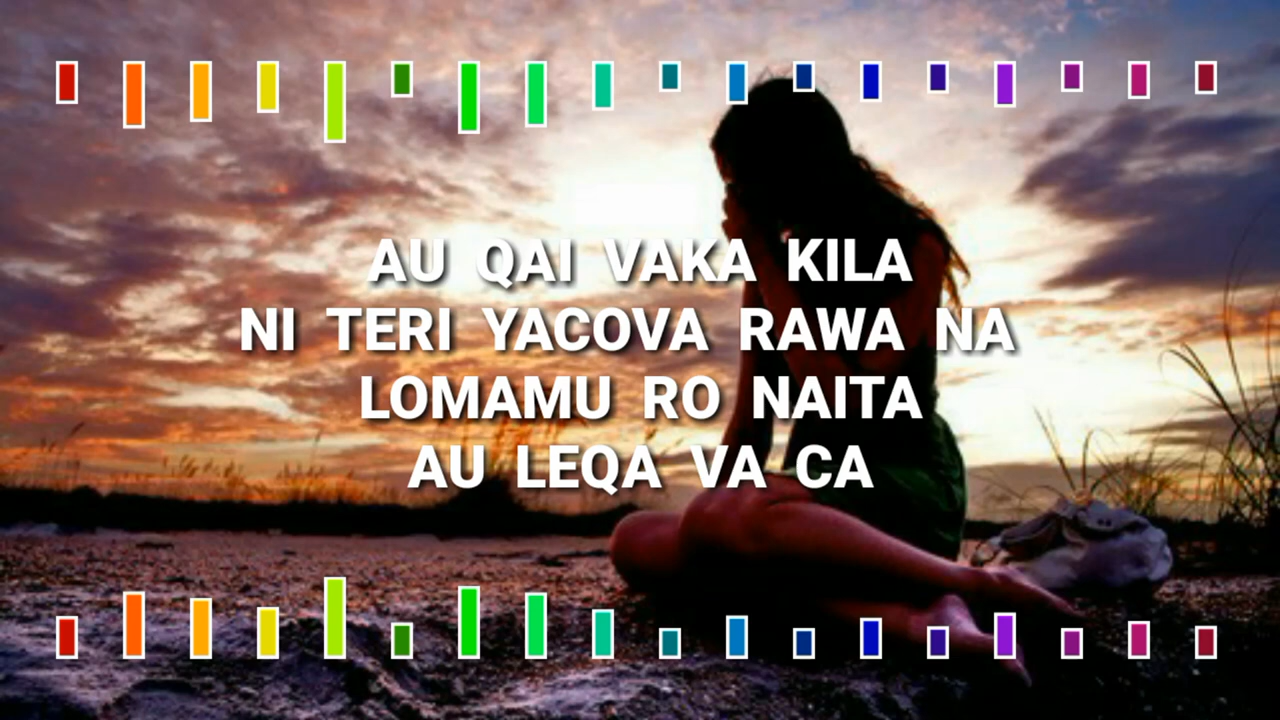 AU QAI VAKA KILA
NI TERI YACOVA RAWA NA
LOMAMU RO NAITA
AU LEQA VA CA